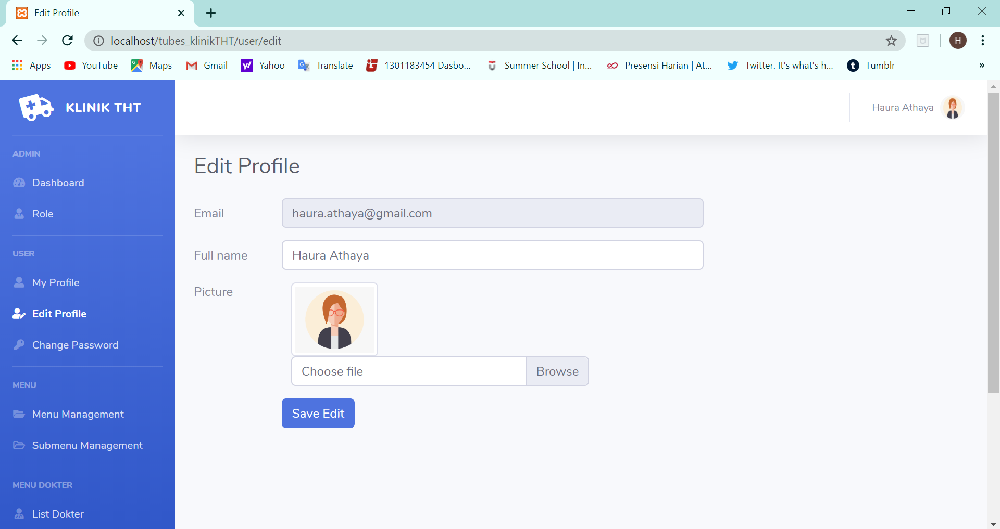 Edit Profile
localhost/tubes_klinikTHT/user/edit
H
Apps YouTube Maps Gmail Yahoo Translate 1301183454 Dasbo... Summer School | In... Presensi Harian | At... Twitter. It's what's h... Tumblr »
KLINIK THT
Haura Athaya
ADMIN
Dashboard
Role
USER
My Profile
Edit Profile
Change Password
MENU
Menu Management
Submenu Management
MENU DOKTER
List Dokter
Edit Profile
Email haura.athaya@gmail.com
Full name Haura Athaya
Picture
Choose file Browse
Save Edit